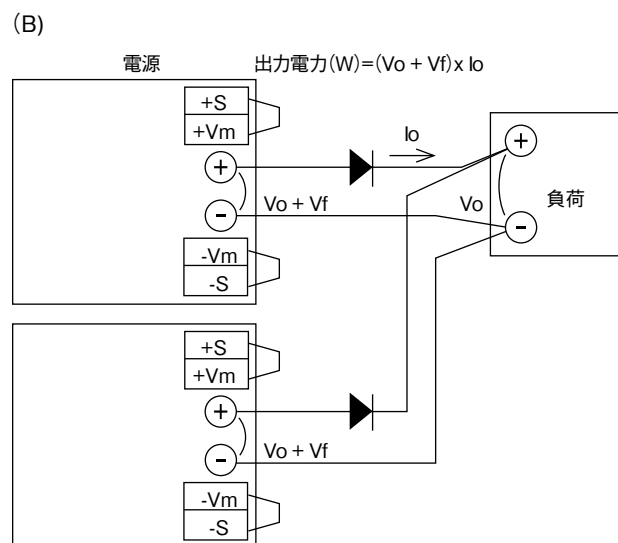 (B)
電源
出力電力(W)=(Vo + Vf)x Io
+S
+Vm
+
-
Vo + Vf
-Vm
-S
Io
+
Vo
負荷
-
+S
+Vm
+
-
Vo + Vf
-Vm
-S